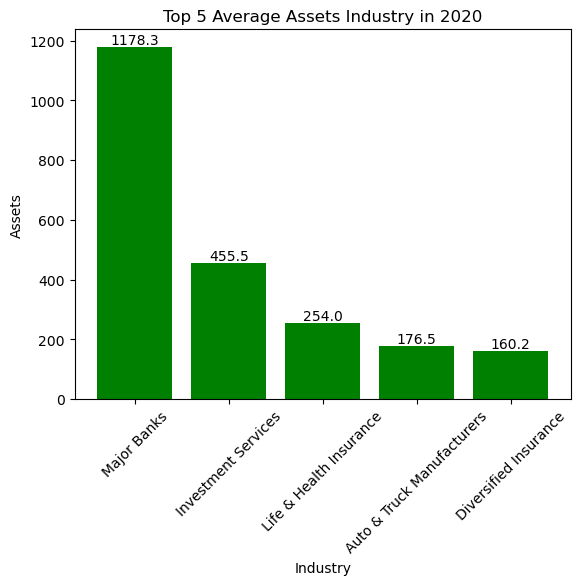 Top 5 Average Assets Industry in 2020
1200
1000
800
600
400
200
0
Assets
1178.3
455.5
254.0
176.5
160.2
Major Banks
Investment Services
Life & Health Insurance
Auto & Truck Manufacturers
Diversified Insurance
Industry